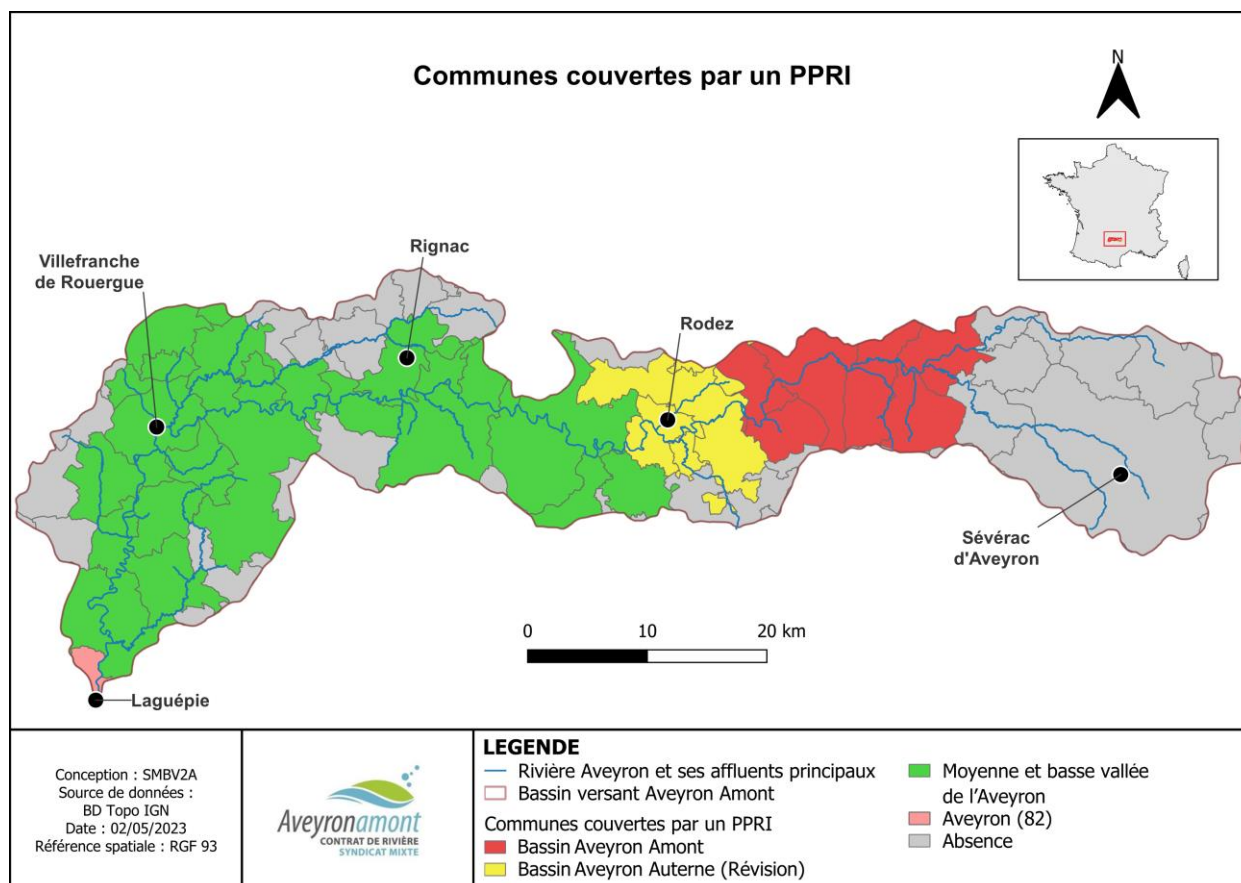 Communes couvertes par un PPRI
N
Villefranche
de Rouergue
Rignac
Rodez
Sévérac
d'Aveyron
Laguépie
0 10 20 km
Conception : SMBV2A
Source de données :
BD Topo IGN
Date : 02/05/2023
Référence spatiale : RGF 93
Aveyronamont
CONTRAT DE RIVIÈRE
SYNDICAT MIXTE
LEGENDE
Rivière Aveyron et ses affluents principaux
Bassin versant Aveyron Amont
Communes couvertes par un PPRI
Bassin Aveyron Amont
Bassin Aveyron Auterne (Révision)
Moyenne et basse vallée
de l'Aveyron
Aveyron (82)
Absence